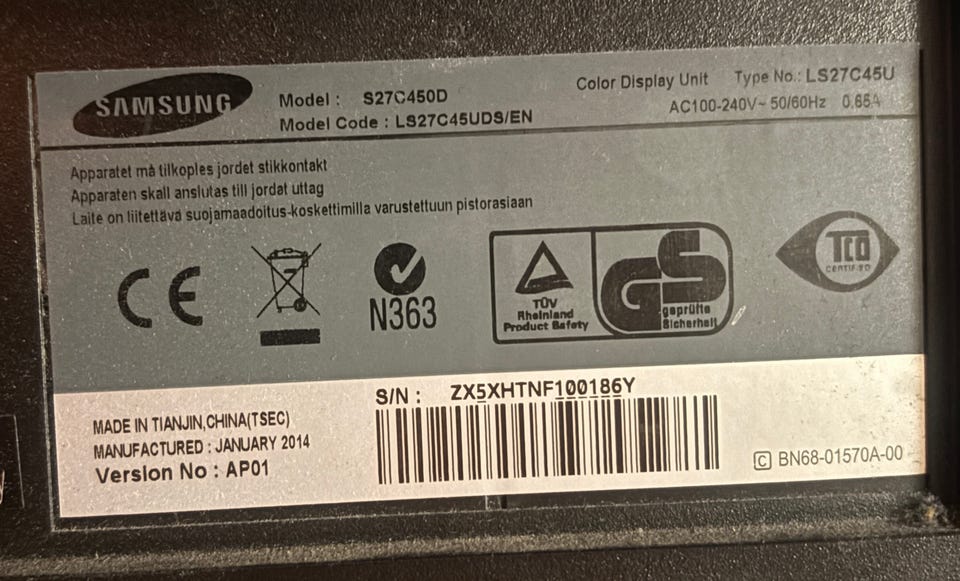 SAMSUNG
Model : S27C450D
Model Code : LS27C45UDS/EN
Color Display Unit Type No.: LS27C45U
AC100-240V~ 50/60Hz 0.65A
Apparatet må tilkoples jordet stikkontakt
Apparaten skall anslutas till jordat uttag
Laite on liitettävä suojamaadoitus-koskettimilla varustettuun pistorasiaan
CE
N363
TÜV
Rheinland
Product Safety
GS
geprüfte
Sicherheit
TCO
CERTIFIED
MADE IN TIANJIN,CHINA(TSEC)
MANUFACTURED : JANUARY 2014
Version No : AP01
S/N : ZX5XHTNF100186Y
C BN68-01570A-00